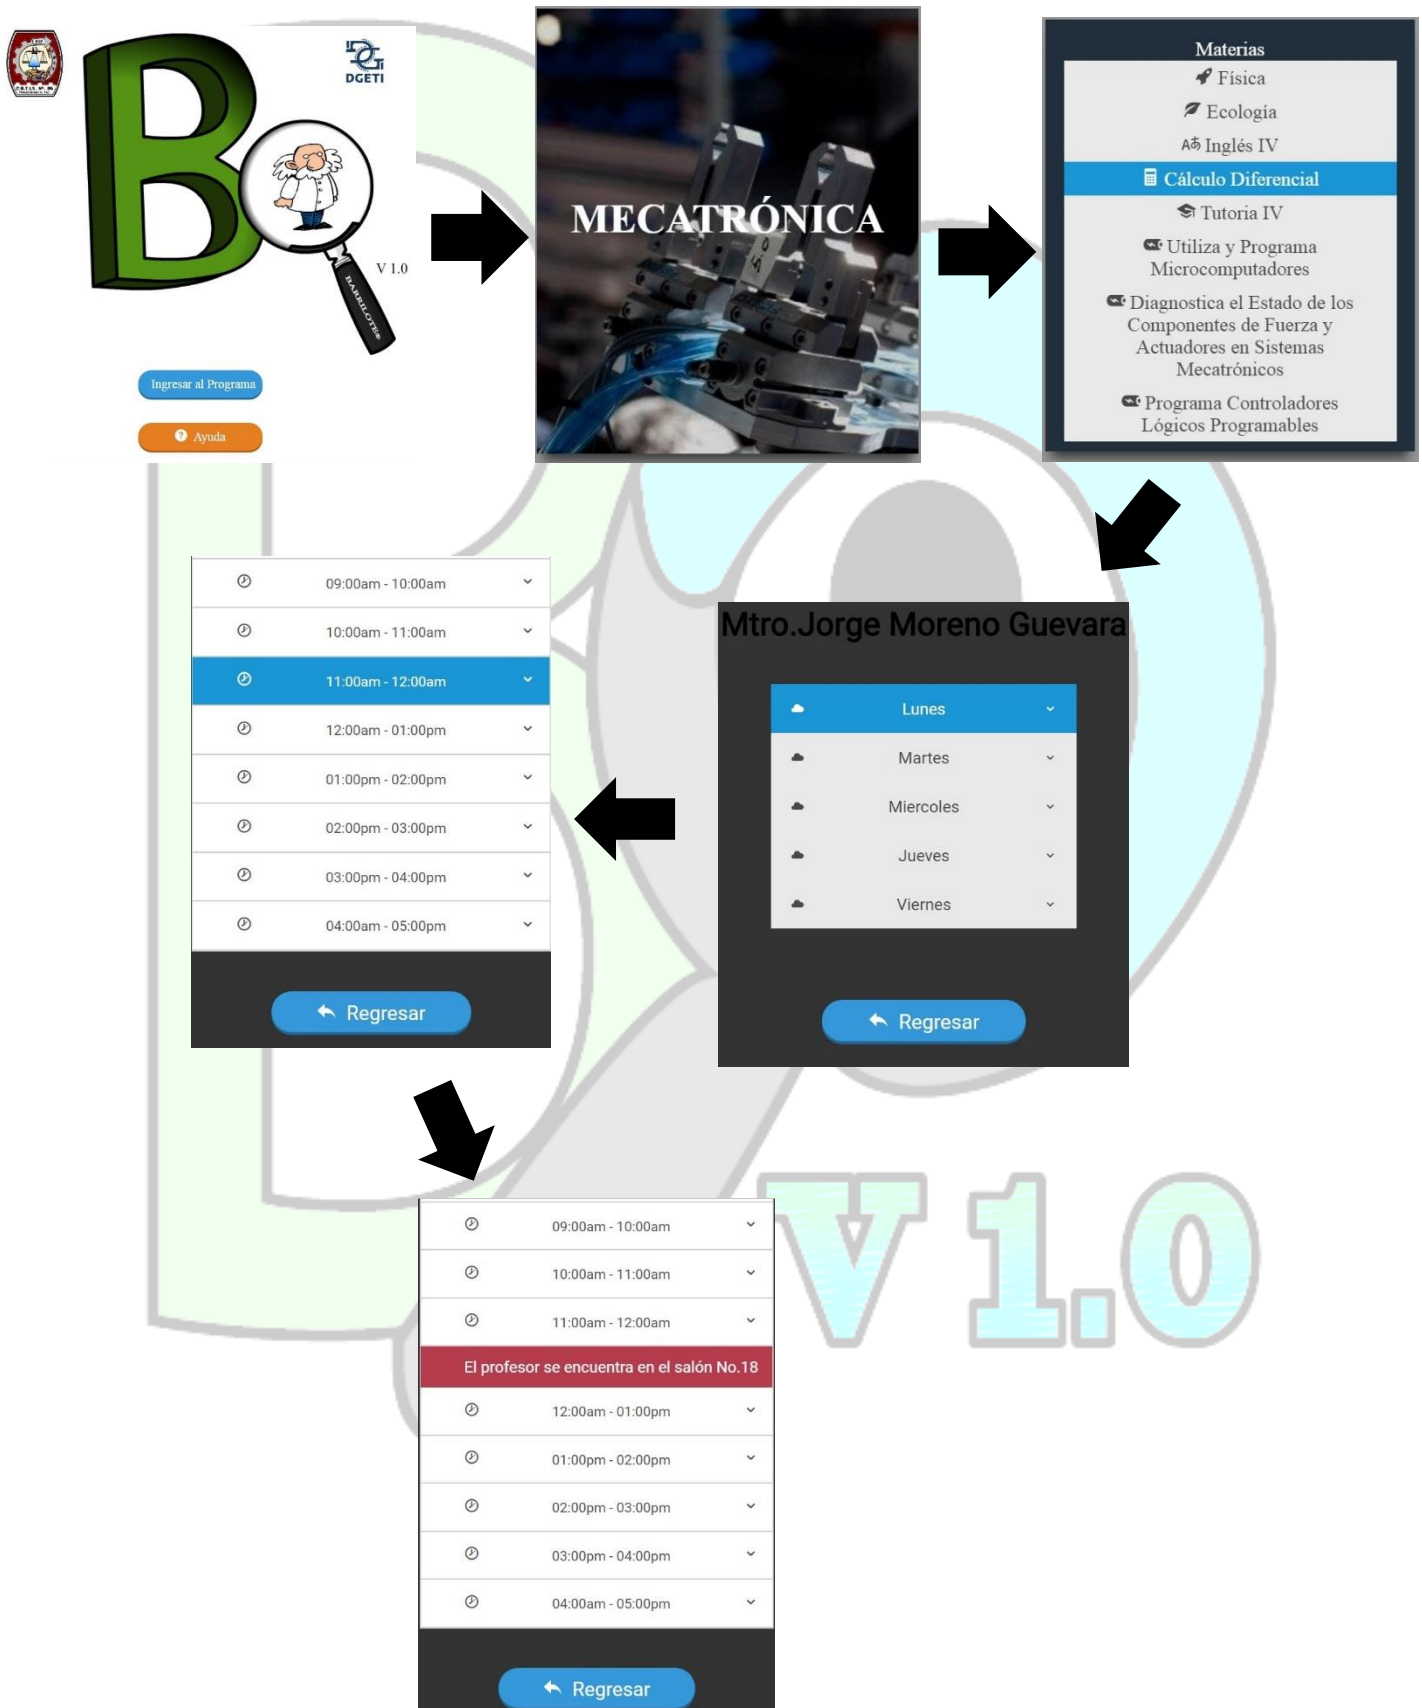 DGETI
BARRILOTE®
V 1.0
Ingresar al Programa
Ayuda
MECATRÓNICA
Materias
Física
Ecología
Inglés IV
Cálculo Diferencial
Tutoria IV
Utiliza y Programa
Microcomputadores
Diagnostica el Estado de los
Componentes de Fuerza y
Actuadores en Sistemas
Mecatrónicos
Programa Controladores
Lógicos Programables
Mtro.Jorge Moreno Guevara
Lunes
Martes
Miercoles
Jueves
Viernes
Regresar
09:00am - 10:00am
10:00am - 11:00am
11:00am - 12:00am
12:00am - 01:00pm
01:00pm - 02:00pm
02:00pm - 03:00pm
03:00pm - 04:00pm
04:00am - 05:00pm
Regresar
09:00am - 10:00am
10:00am - 11:00am
11:00am - 12:00am
El profesor se encuentra en el salón No.18
12:00am - 01:00pm
01:00pm - 02:00pm
02:00pm - 03:00pm
03:00pm - 04:00pm
04:00am - 05:00pm
Regresar
V 1.0